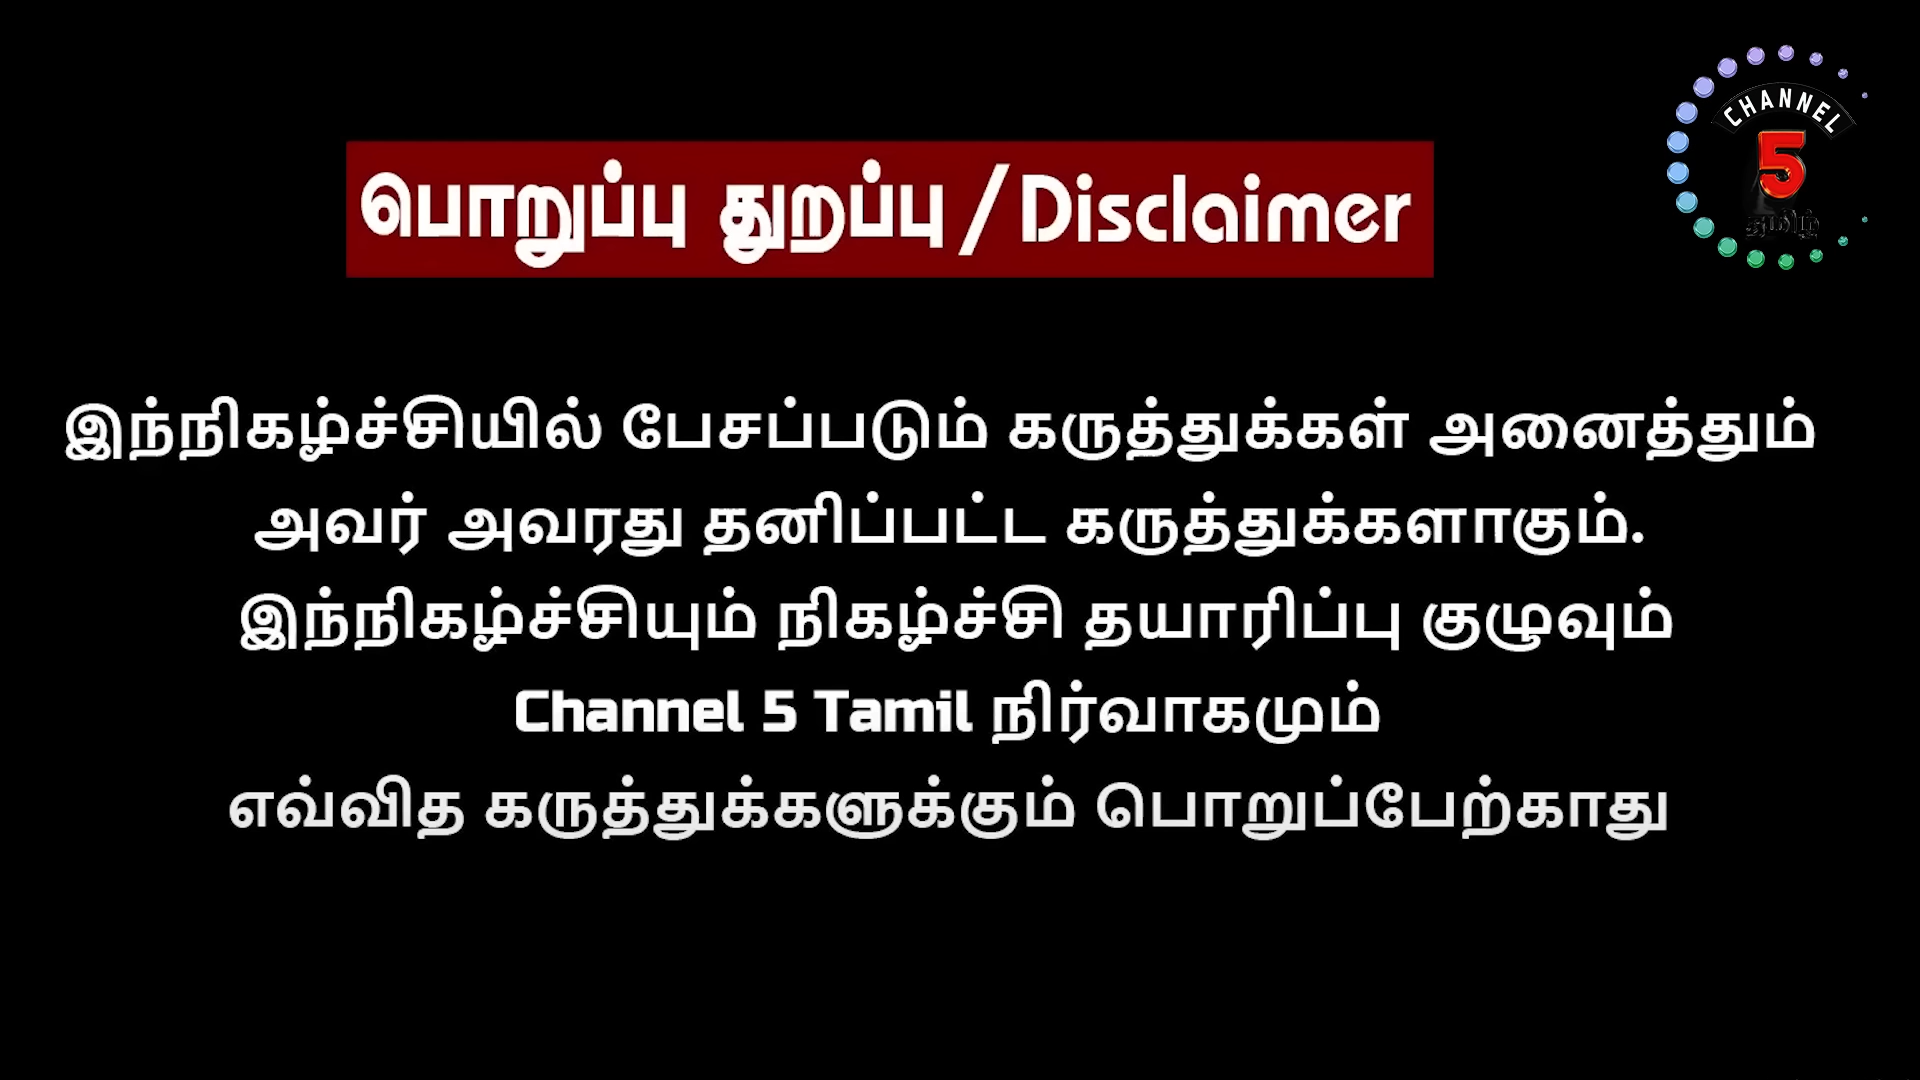 CHANNEL
5
தமிழ்
பொறுப்பு துறப்பு / Disclaimer
இந்நிகழ்ச்சியில் பேசப்படும் கருத்துக்கள் அனைத்தும்
அவர் அவரது தனிப்பட்ட கருத்துக்களாகும்.
இந்நிகழ்ச்சியும் நிகழ்ச்சி தயாரிப்பு குழுவும்
Channel 5 Tamil நிர்வாகமும்
எவ்வித கருத்துக்களுக்கும் பொறுப்பேற்காது